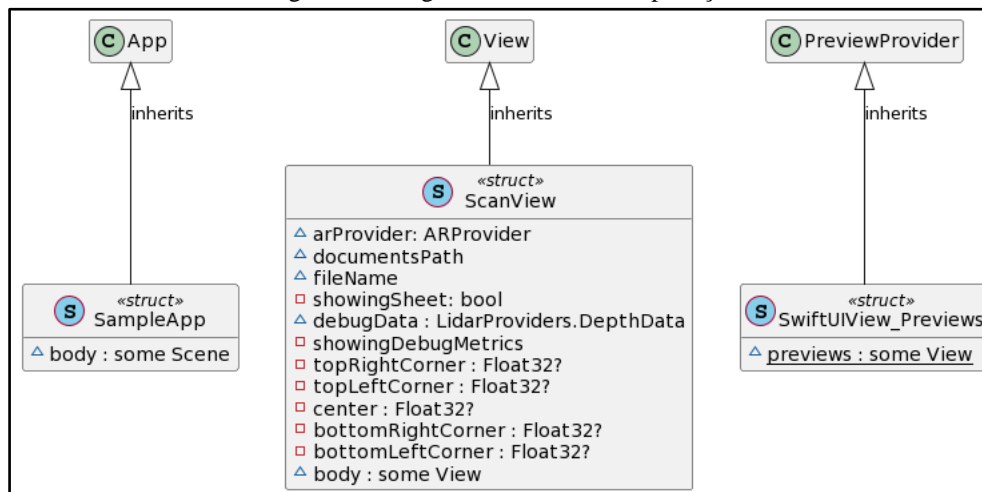 C App
C View
C PreviewProvider
inherits
inherits
inherits
«struct»
S ScanView
arProvider: ARProvider
documentsPath
fileName
showingSheet: bool
debugData : LidarProviders.DepthData
showingDebugMetrics
topRightCorner : Float32?
topLeftCorner : Float32?
center : Float32?
bottomRightCorner : Float32?
bottomLeftCorner : Float32?
body : some View
«struct»
S SampleApp
body : some Scene
«struct»
S SwiftUIView_Previews
previews : some View